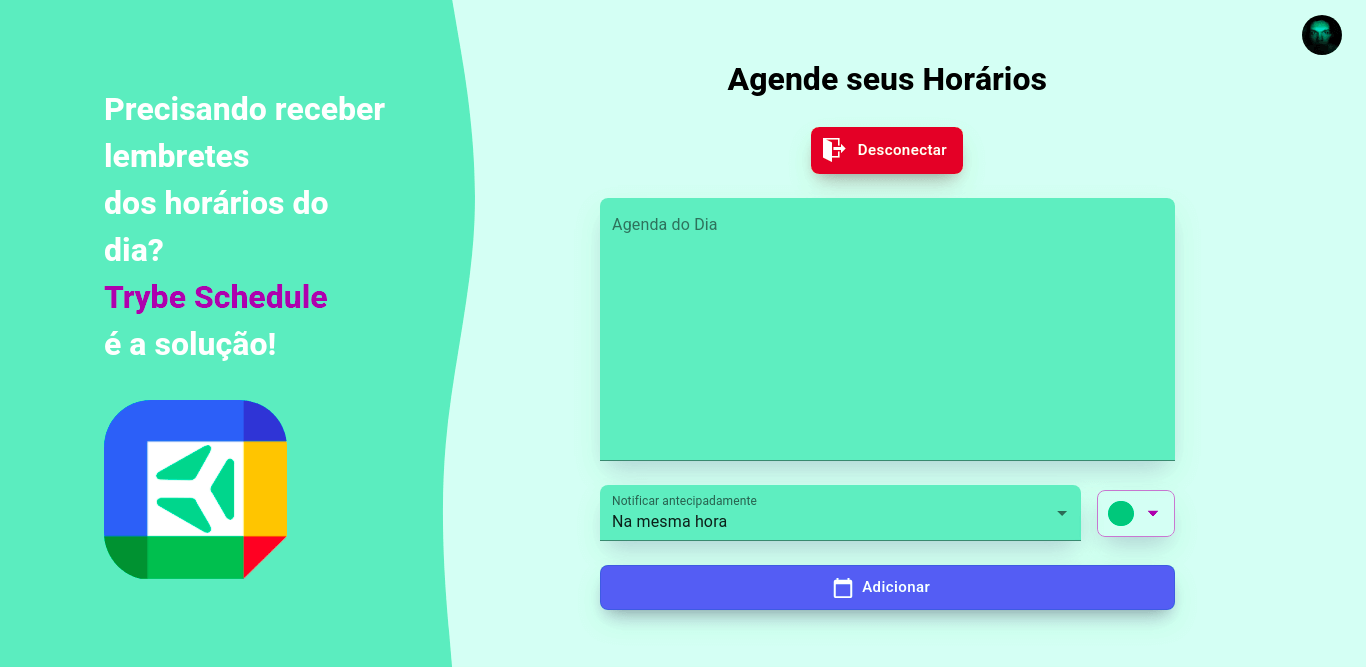 Precisando receber
lembretes
dos horários do
dia?
Trybe Schedule
é a solução!
Agende seus Horários
Desconectar
Agenda do Dia
Notificar antecipadamente
Na mesma hora
Adicionar